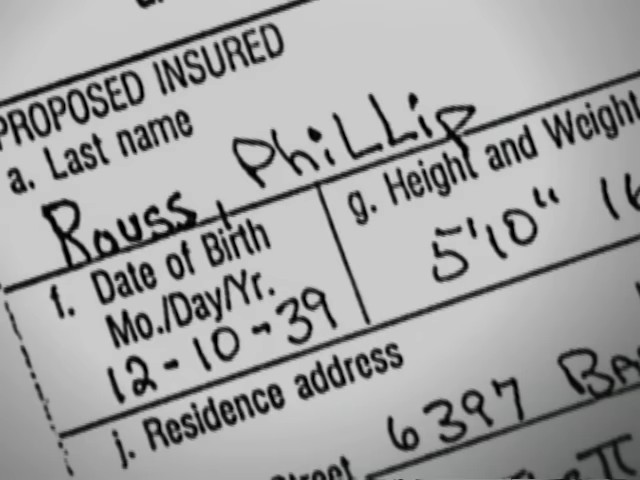 PROPOSED INSURED
a. Last name
Rouss, Phillip
f. Date of Birth
Mo./Day/Yr.
12-10-39
g. Height and Weight
5'10"
j. Residence address
Street 6397